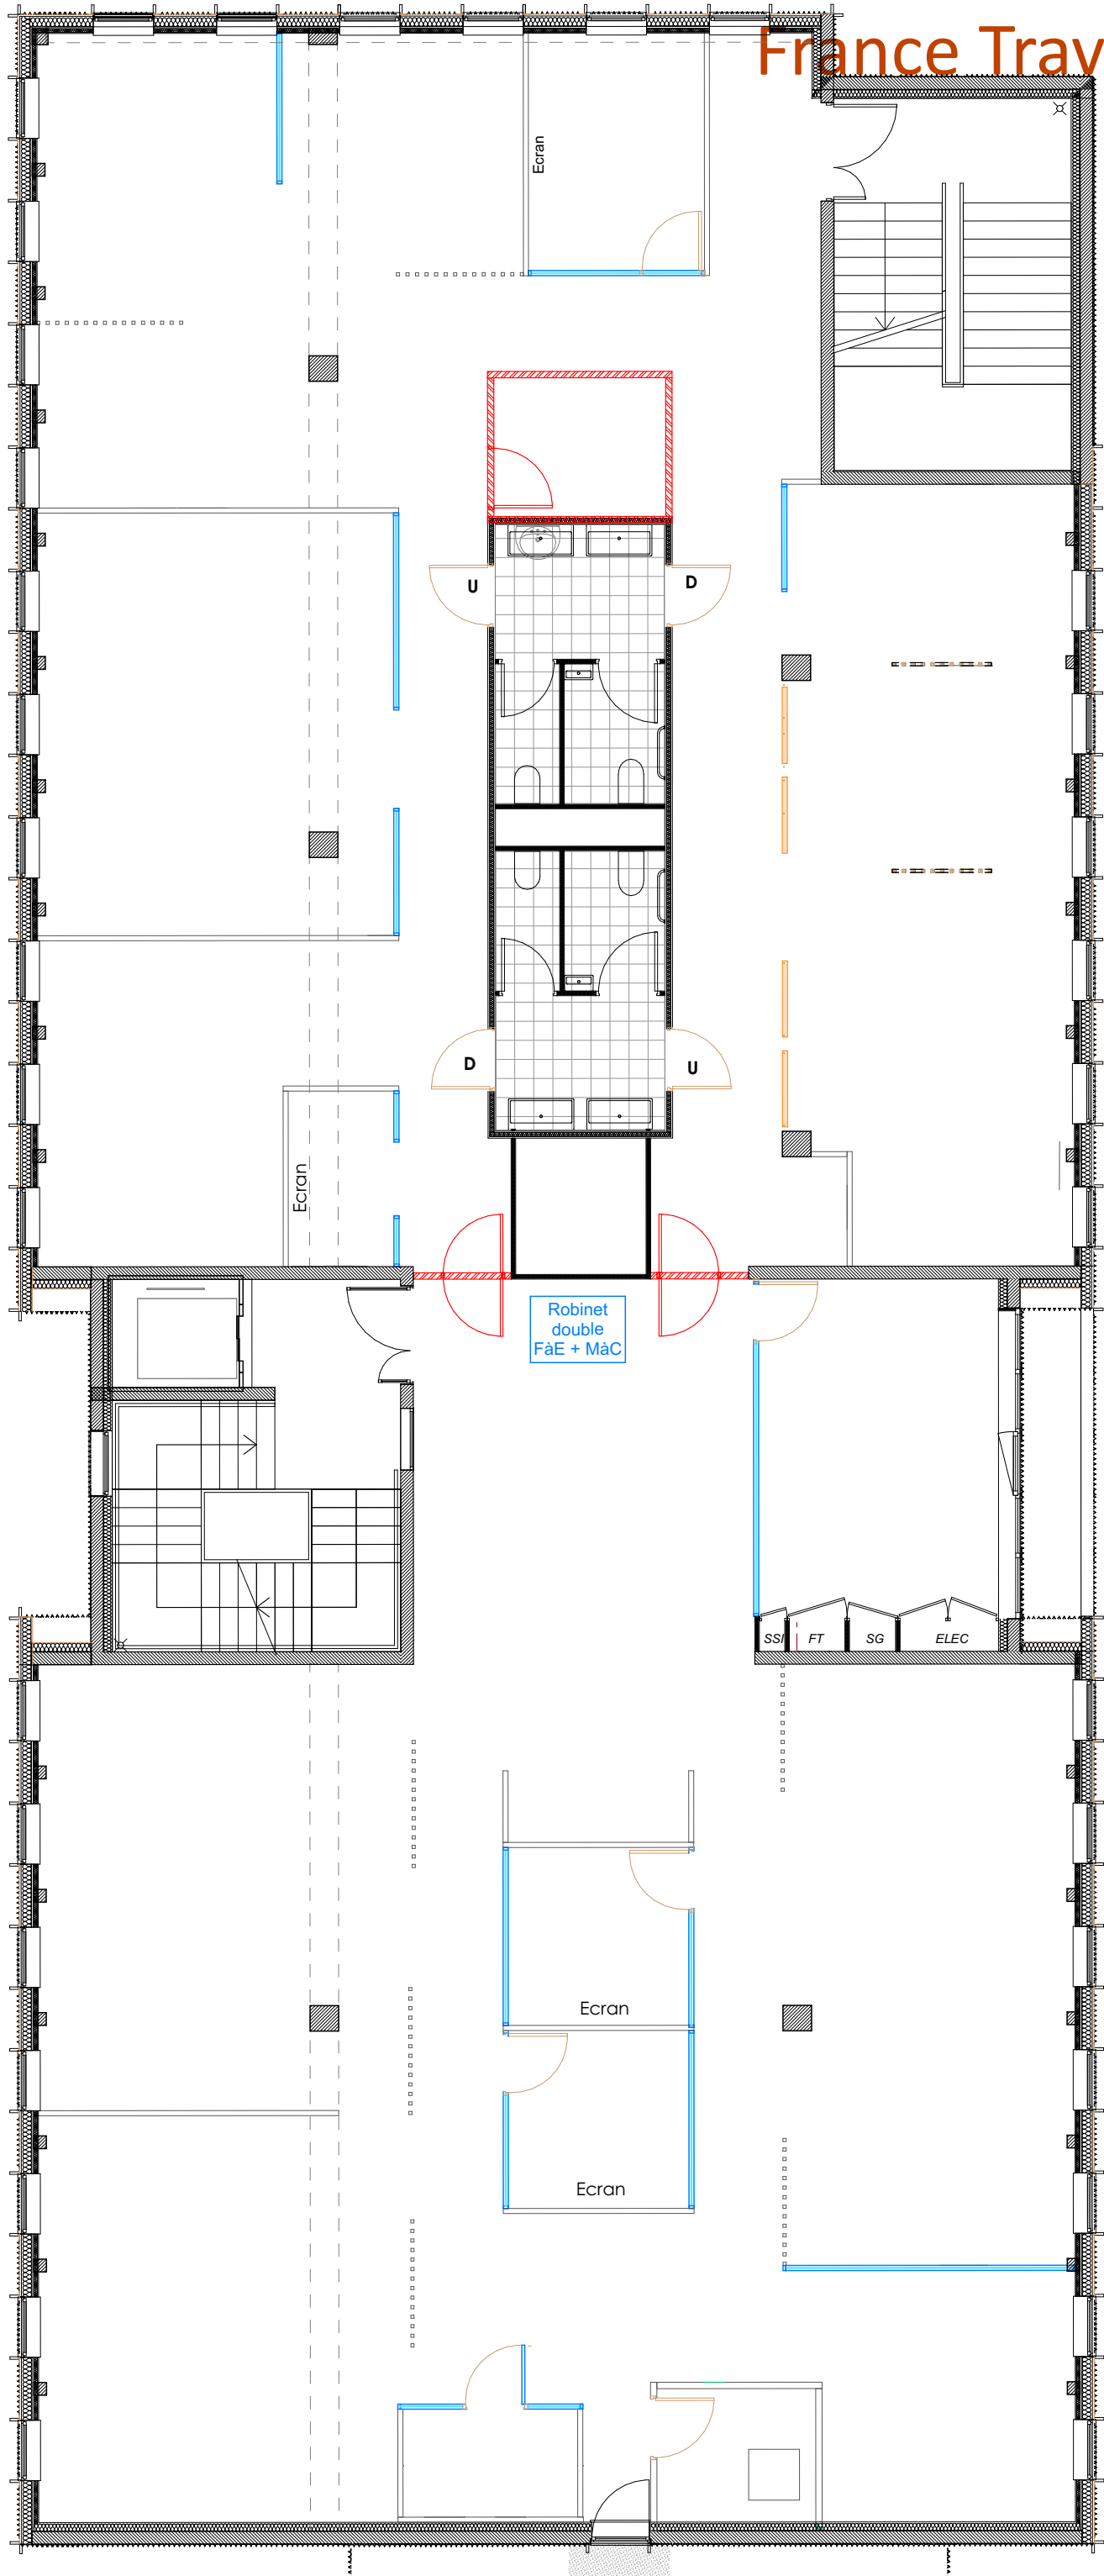 France Trav
Ecran
U
D
D
U
Ecran
Robinet
double
FàE + MàC
SSI
FT
SG
ELEC
Ecran
Ecran